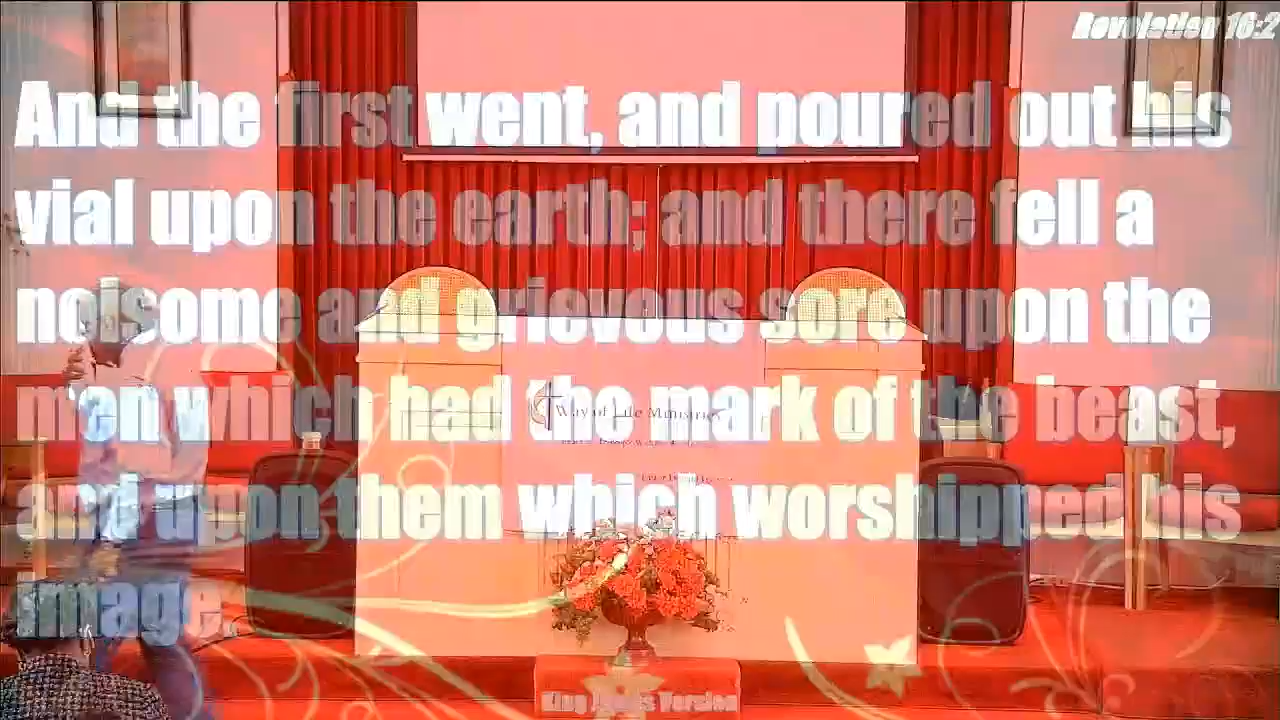 Revelation 16:2
And the first went, and poured out his
vial upon the earth; and there fell a
noisome and grievous sore upon the
men which had the mark of the beast,
Way of Life Ministries
and upon them which worshipped his
image.
King James Version